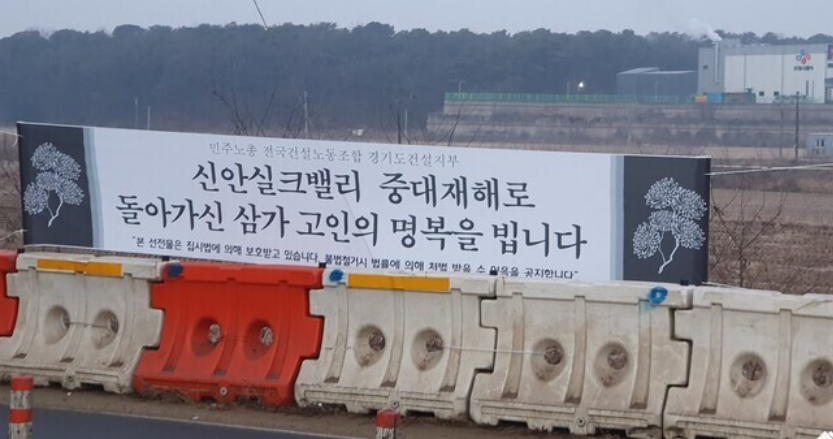 민주노총 전국건설노동조합 경기도건설지부
신안실크밸리 중대재해로
돌아가신 삼가 고인의 명복을 빕니다
"본 선전물은 집시법에 의해 보호받고 있습니다. 불법철거시 법률에 의해 처벌 받을 수 있음을 공지합니다"